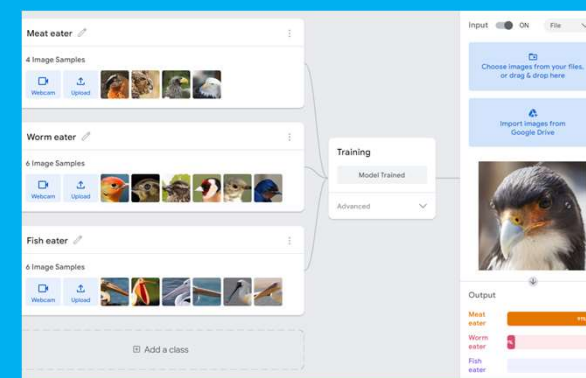 Meat eater
4 Image Samples
Webcam
Upload
Worm eater
6 Image Samples
Webcam
Upload
Fish eater
6 Image Samples
Webcam
Upload
Add a class
Training
Model Trained
Advanced
Input
ON
File
Choose images from your files,
or drag & drop here
Import images from
Google Drive
Output
Meat
eater
Worm
eater
Fish
eater